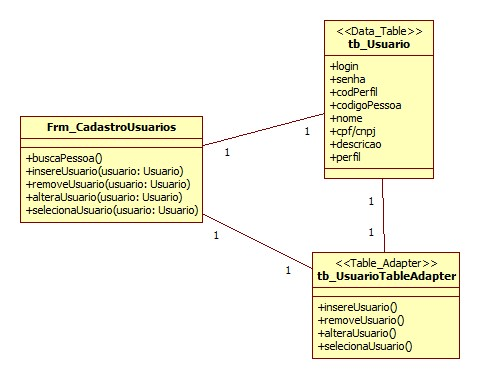 <<Data_Table>>
tb_Usuario
+login
+senha
+codPerfil
+codigoPessoa
+nome
+cpf/cnpj
+descricao
+perfil
Frm_CadastroUsuarios
+buscaPessoa()
+insereUsuario(usuario: Usuario)
+removeUsuario(usuario: Usuario)
+alteraUsuario(usuario: Usuario)
+selecionaUsuario(usuario: Usuario)
1
1
1
1
1
1
<<Table_Adapter>>
tb_UsuarioTableAdapter
+insereUsuario()
+removeUsuario()
+alteraUsuario()
+selecionaUsuario()